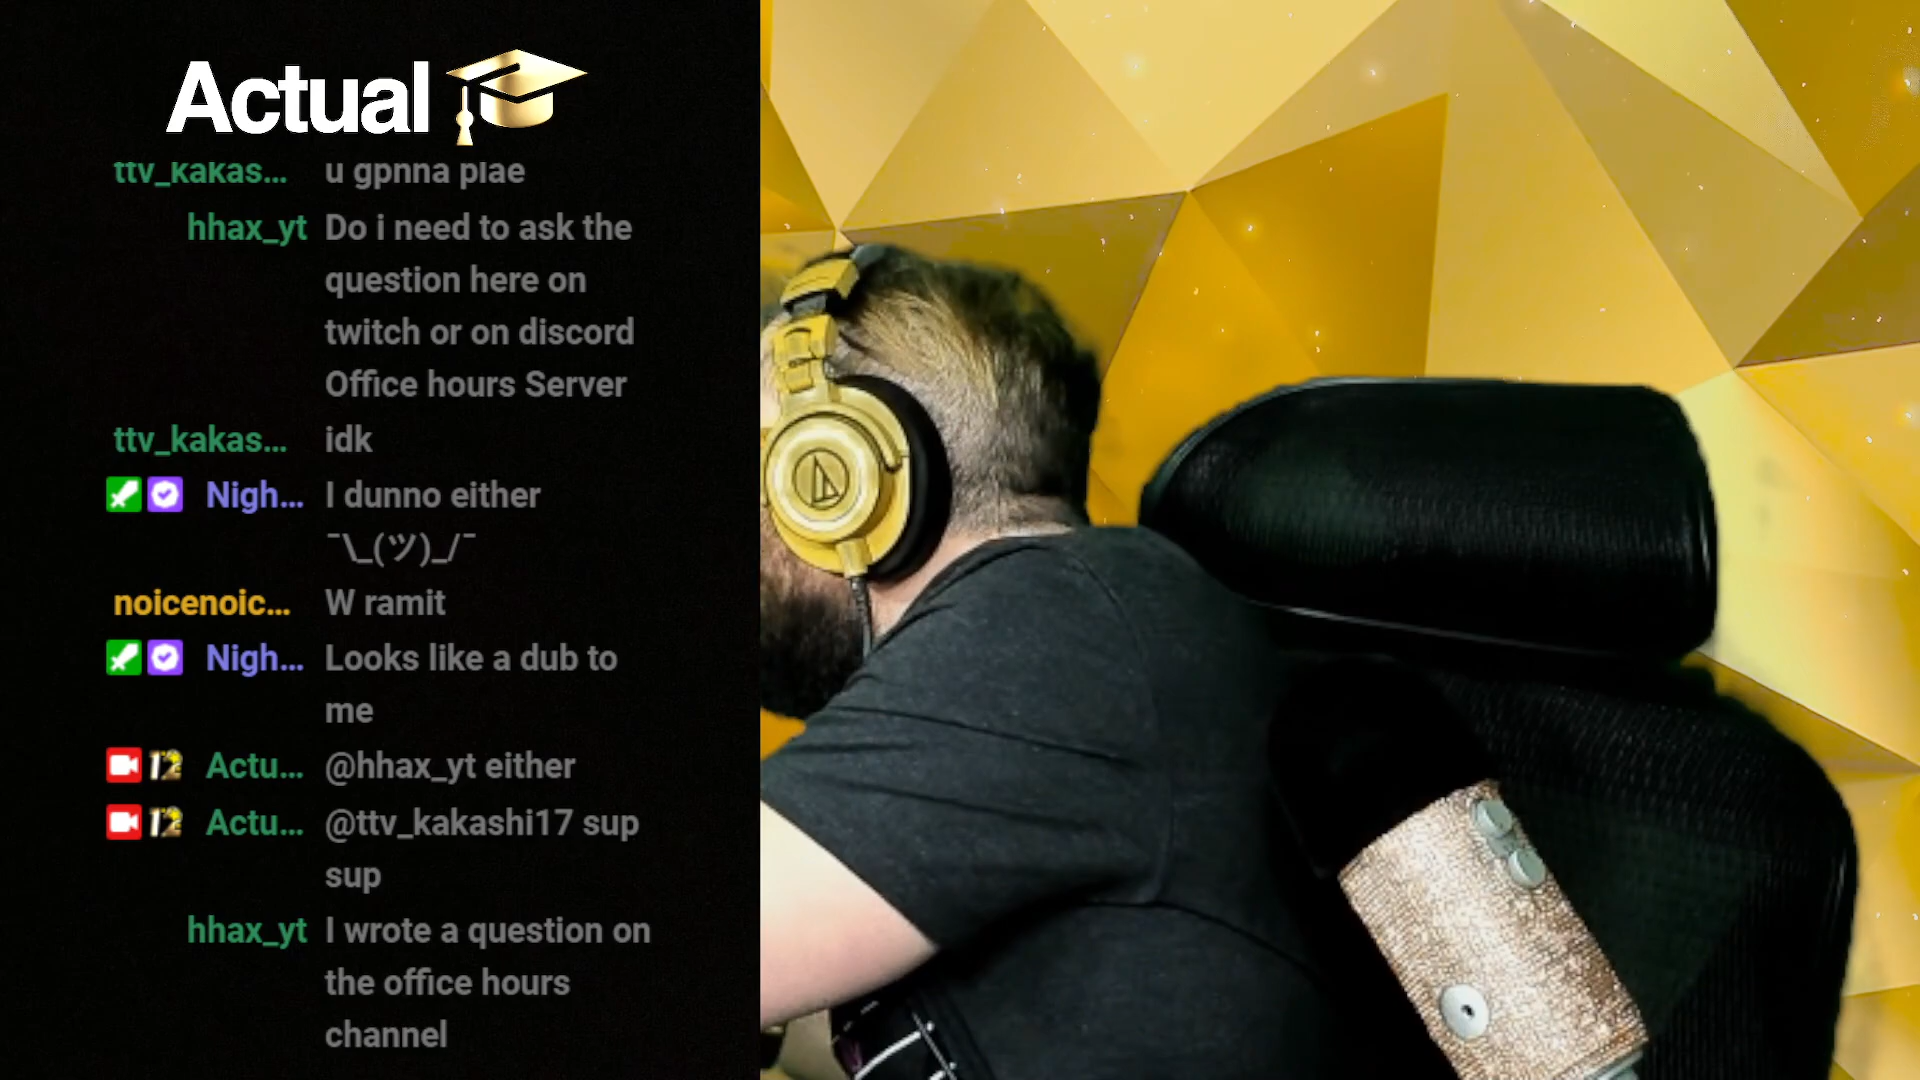 Actual
ttv_kakas... u gpnna plae
hhax_yt Do i need to ask the
question here on
twitch or on discord
Office hours Server
ttv_kakas... idk
Nigh... I dunno either
¯\_(ツ)_/¯
noicenoic... W ramit
Nigh... Looks like a dub to
me
12 Actu... @hhax_yt either
12 Actu... @ttv_kakashi17 sup
sup
hhax_yt I wrote a question on
the office hours
channel